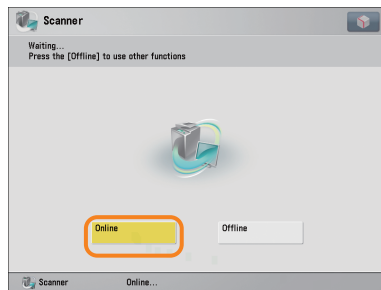 Scanner
Waiting...
Press the [Offline] to use other functions
Online
Offline
Scanner
Online...